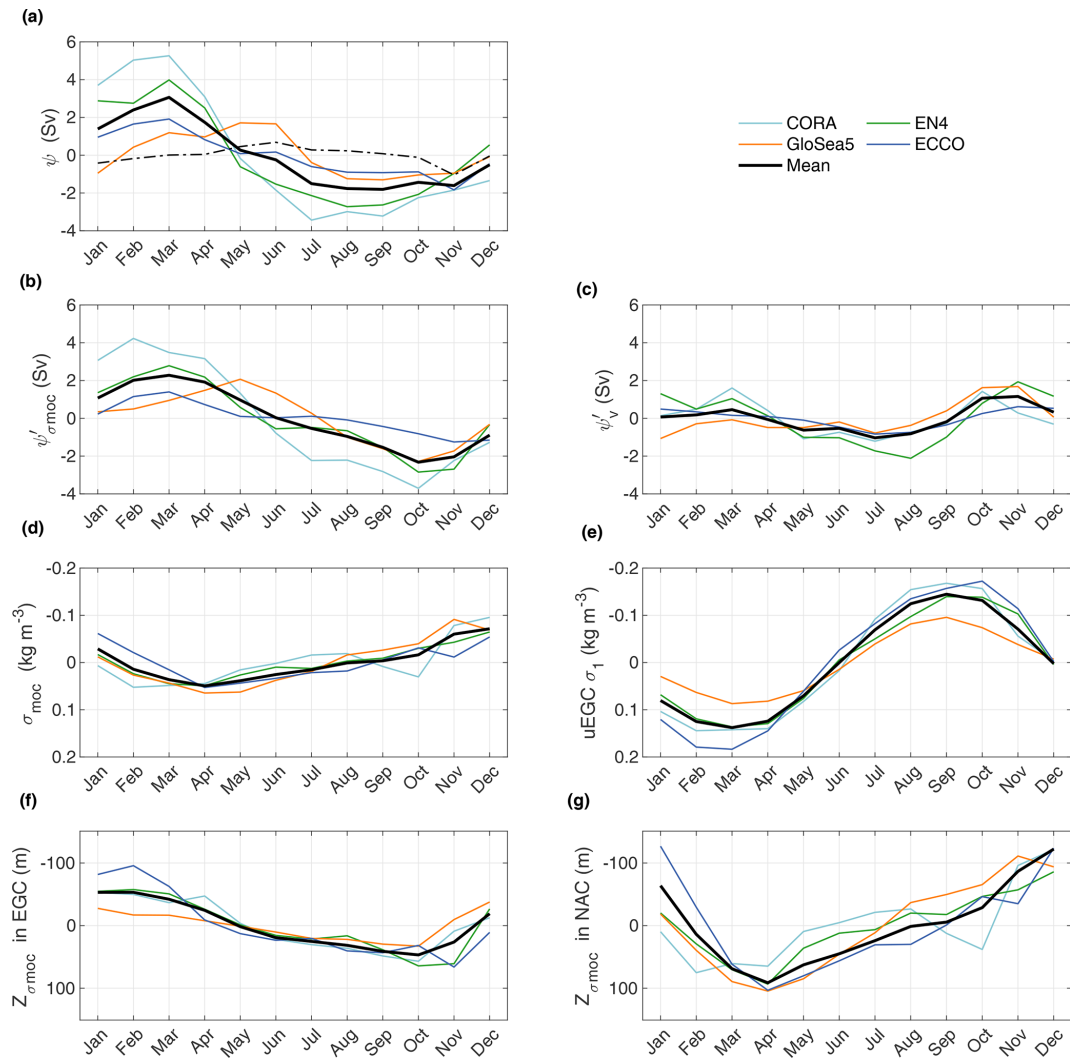 (a)
ψ (Sv)
6
4
2
0
-2
-4
Jan Feb Mar Apr May Jun Jul Aug Sep Oct Nov Dec
CORA EN4
GloSea5 ECCO
Mean
(b)
ψ′σmoc (Sv)
6
4
2
0
-2
-4
Jan Feb Mar Apr May Jun Jul Aug Sep Oct Nov Dec
(c)
ψ′v (Sv)
6
4
2
0
-2
-4
Jan Feb Mar Apr May Jun Jul Aug Sep Oct Nov Dec
(d)
σmoc (kg m-3)
-0.2
-0.1
0
0.1
0.2
Jan Feb Mar Apr May Jun Jul Aug Sep Oct Nov Dec
(e)
uEGC σ1 (kg m-3)
-0.2
-0.1
0
0.1
0.2
Jan Feb Mar Apr May Jun Jul Aug Sep Oct Nov Dec
(f)
Zσmoc in EGC (m)
-100
0
100
Jan Feb Mar Apr May Jun Jul Aug Sep Oct Nov Dec
(g)
Zσmoc in NAC (m)
-100
0
100
Jan Feb Mar Apr May Jun Jul Aug Sep Oct Nov Dec